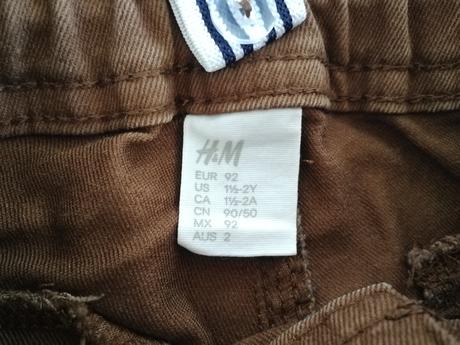 H&M
EUR 92
US 1½-2Y
CA 1½-2A
CN 90/50
MX 92
AUS 2